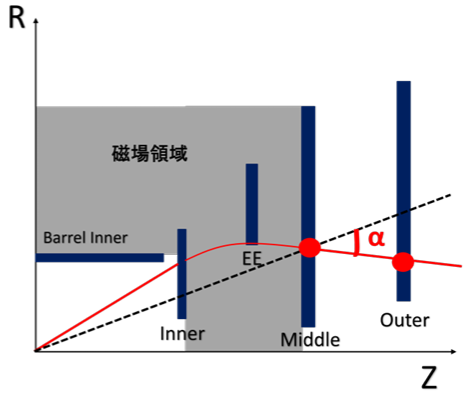 R
磁場領域
Barrel Inner
α
EE
Inner
Middle
Outer
Z